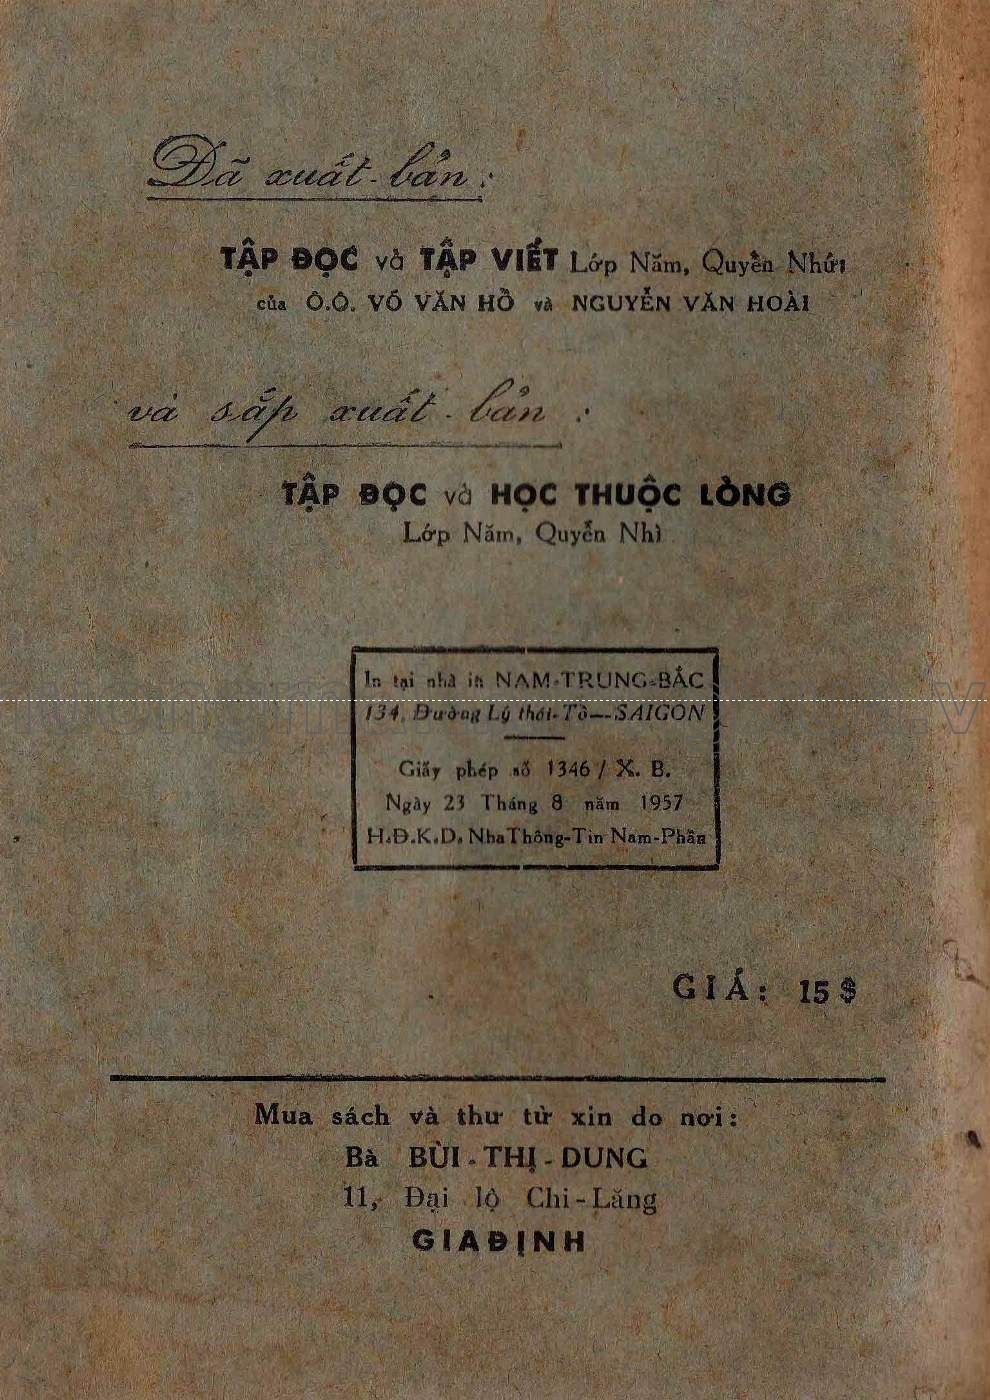 Đã xuất-bản:
TẬP ĐỌC và TẬP VIẾT Lớp Năm, Quyển Nhứt
của Ô.Ô. VÕ VĂN HỒ và NGUYỄN VĂN HOÀI
và sắp xuất-bản:
TẬP ĐỌC và HỌC THUỘC LÒNG
Lớp Năm, Quyển Nhì
In tại nhà in NAM-TRUNG-BẮC
134, Đường Lý thái-Tồ—SAIGON
Giấy phép số 1346 / X. B.
Ngày 23 Tháng 8 năm 1957
H.Đ.K.D. Nha Thông-Tin Nam-Phần
GIÁ: 15$
Mua sách và thư từ xin do nơi:
Bà BÙI-THỊ-DUNG
11, Đại lộ Chi-Lăng
GIAĐỊNH